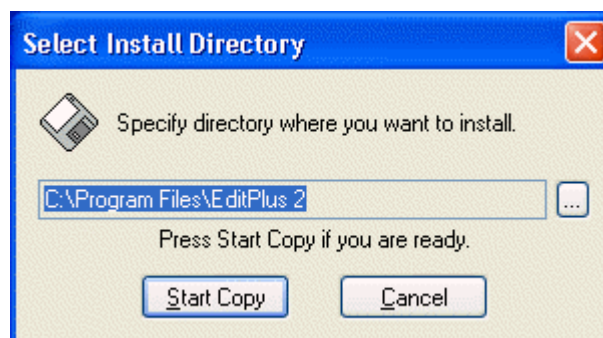 Select Install Directory
Specify directory where you want to install.
C:\Program Files\EditPlus 2
...
Press Start Copy if you are ready.
Start Copy Cancel